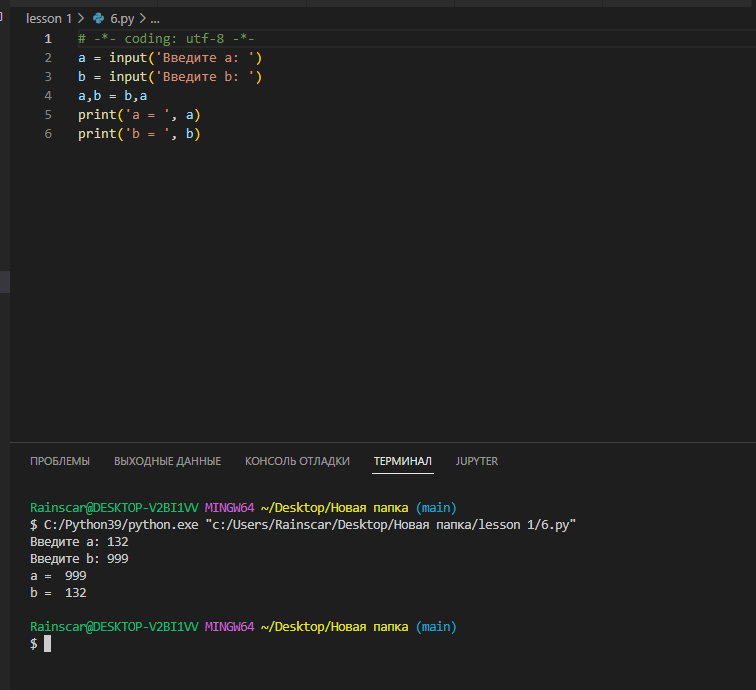 lesson 1 > 6.py > ...
1 # -*- coding: utf-8 -*-
2 a = input('Введите a: ')
3 b = input('Введите b: ')
4 a,b = b,a
5 print('a = ', a)
6 print('b = ', b)
ПРОБЛЕМЫ ВЫХОДНЫЕ ДАННЫЕ КОНСОЛЬ ОТЛАДКИ ТЕРМИНАЛ JUPYTER
Rainscar@DESKTOP-V2BI1VV MINGW64 ~/Desktop/Новая папка (main)
$ C:/Python39/python.exe "c:/Users/Rainscar/Desktop/Новая папка/lesson 1/6.py"
Введите a: 132
Введите b: 999
a =  999
b =  132
Rainscar@DESKTOP-V2BI1VV MINGW64 ~/Desktop/Новая папка (main)
$